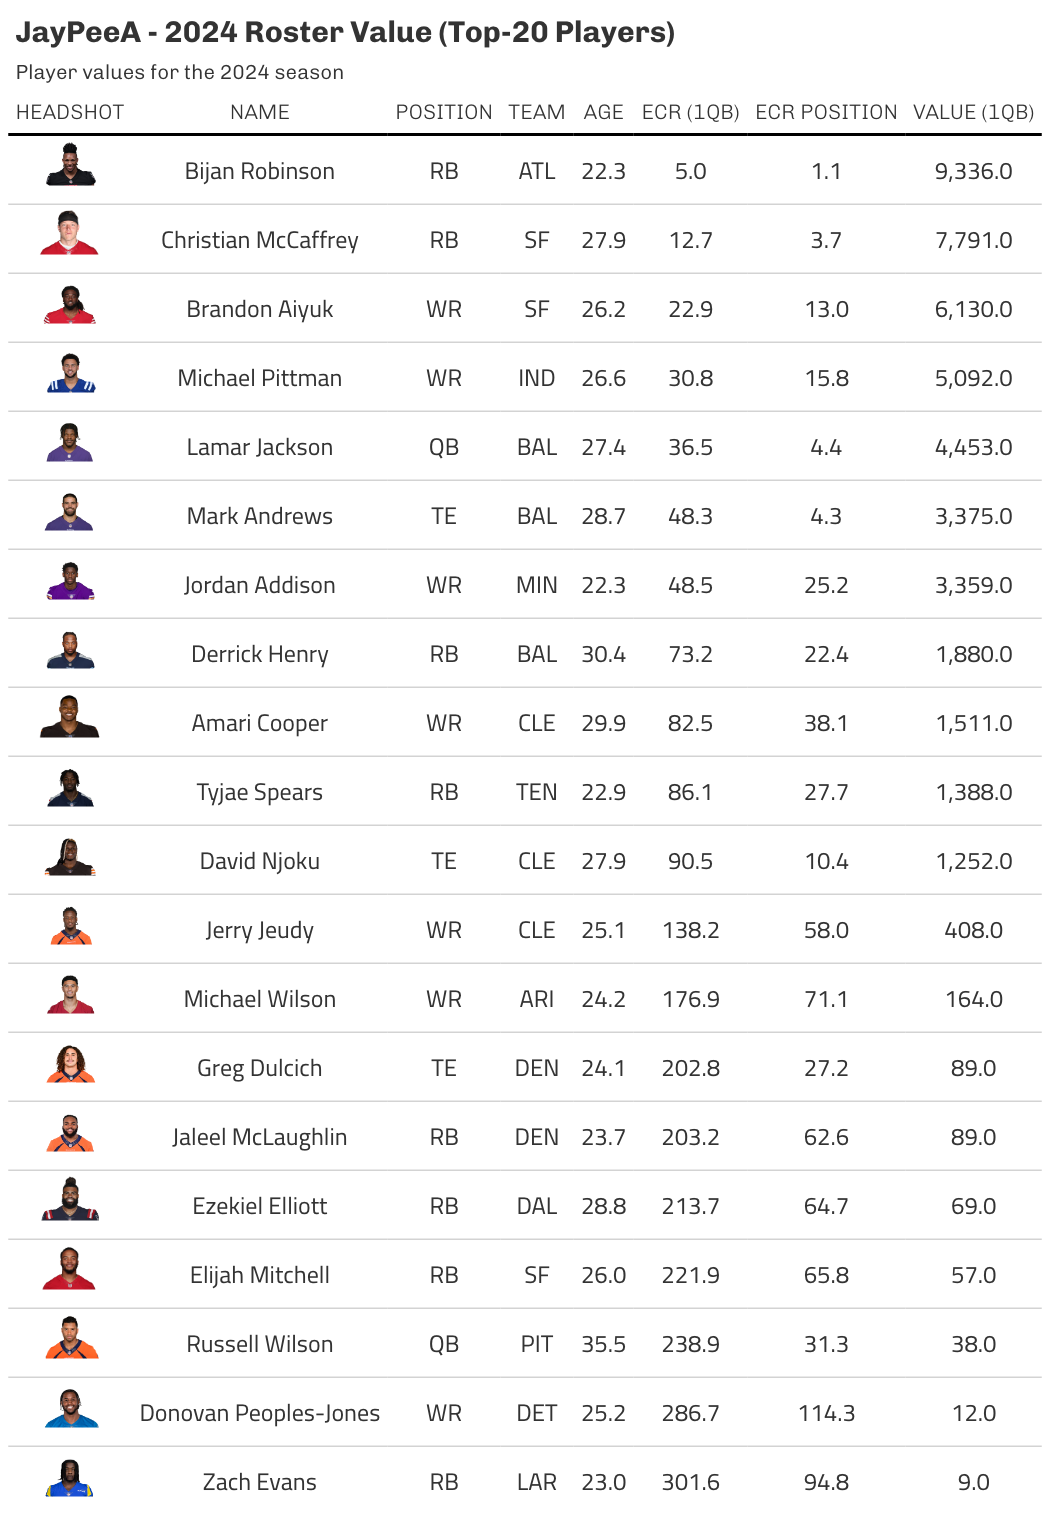 JayPeeA - 2024 Roster Value (Top-20 Players)
Player values for the 2024 season
HEADSHOT NAME POSITION TEAM AGE ECR (1QB) ECR POSITION VALUE (1QB)
Bijan Robinson RB ATL 22.3 5.0 1.1 9,336.0
Christian McCaffrey RB SF 27.9 12.7 3.7 7,791.0
Brandon Aiyuk WR SF 26.2 22.9 13.0 6,130.0
Michael Pittman WR IND 26.6 30.8 15.8 5,092.0
Lamar Jackson QB BAL 27.4 36.5 4.4 4,453.0
Mark Andrews TE BAL 28.7 48.3 4.3 3,375.0
Jordan Addison WR MIN 22.3 48.5 25.2 3,359.0
Derrick Henry RB BAL 30.4 73.2 22.4 1,880.0
Amari Cooper WR CLE 29.9 82.5 38.1 1,511.0
Tyjae Spears RB TEN 22.9 86.1 27.7 1,388.0
David Njoku TE CLE 27.9 90.5 10.4 1,252.0
Jerry Jeudy WR CLE 25.1 138.2 58.0 408.0
Michael Wilson WR ARI 24.2 176.9 71.1 164.0
Greg Dulcich TE DEN 24.1 202.8 27.2 89.0
Jaleel McLaughlin RB DEN 23.7 203.2 62.6 89.0
Ezekiel Elliott RB DAL 28.8 213.7 64.7 69.0
Elijah Mitchell RB SF 26.0 221.9 65.8 57.0
Russell Wilson QB PIT 35.5 238.9 31.3 38.0
Donovan Peoples-Jones WR DET 25.2 286.7 114.3 12.0
Zach Evans RB LAR 23.0 301.6 94.8 9.0